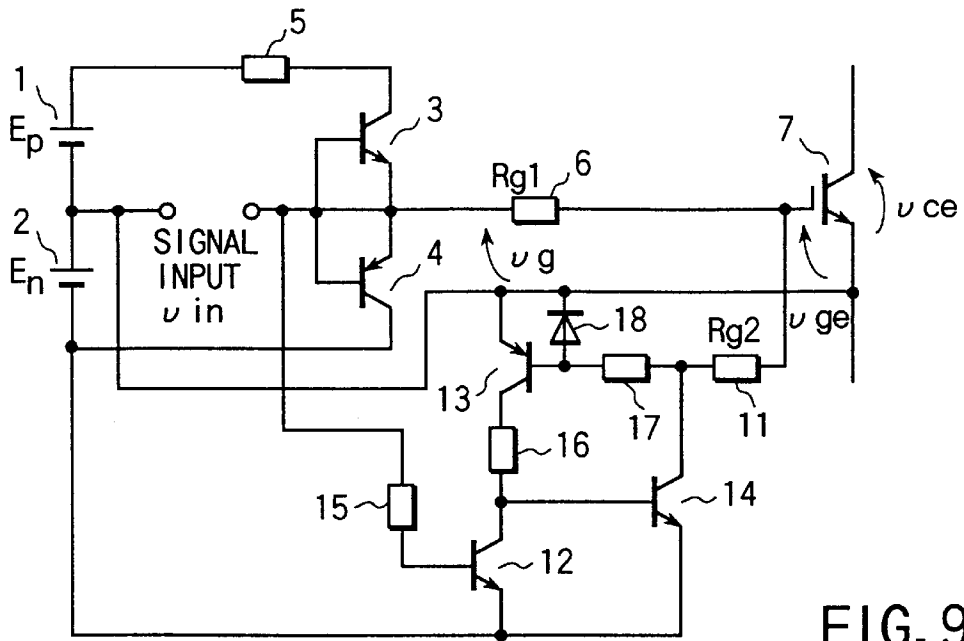 5
1
Ep
3
7
Rg1
6
ν ce
2
En
SIGNAL
INPUT
ν in
4
ν g
18
ν ge
Rg2
13
17
11
16
15
14
12
FIG. 9